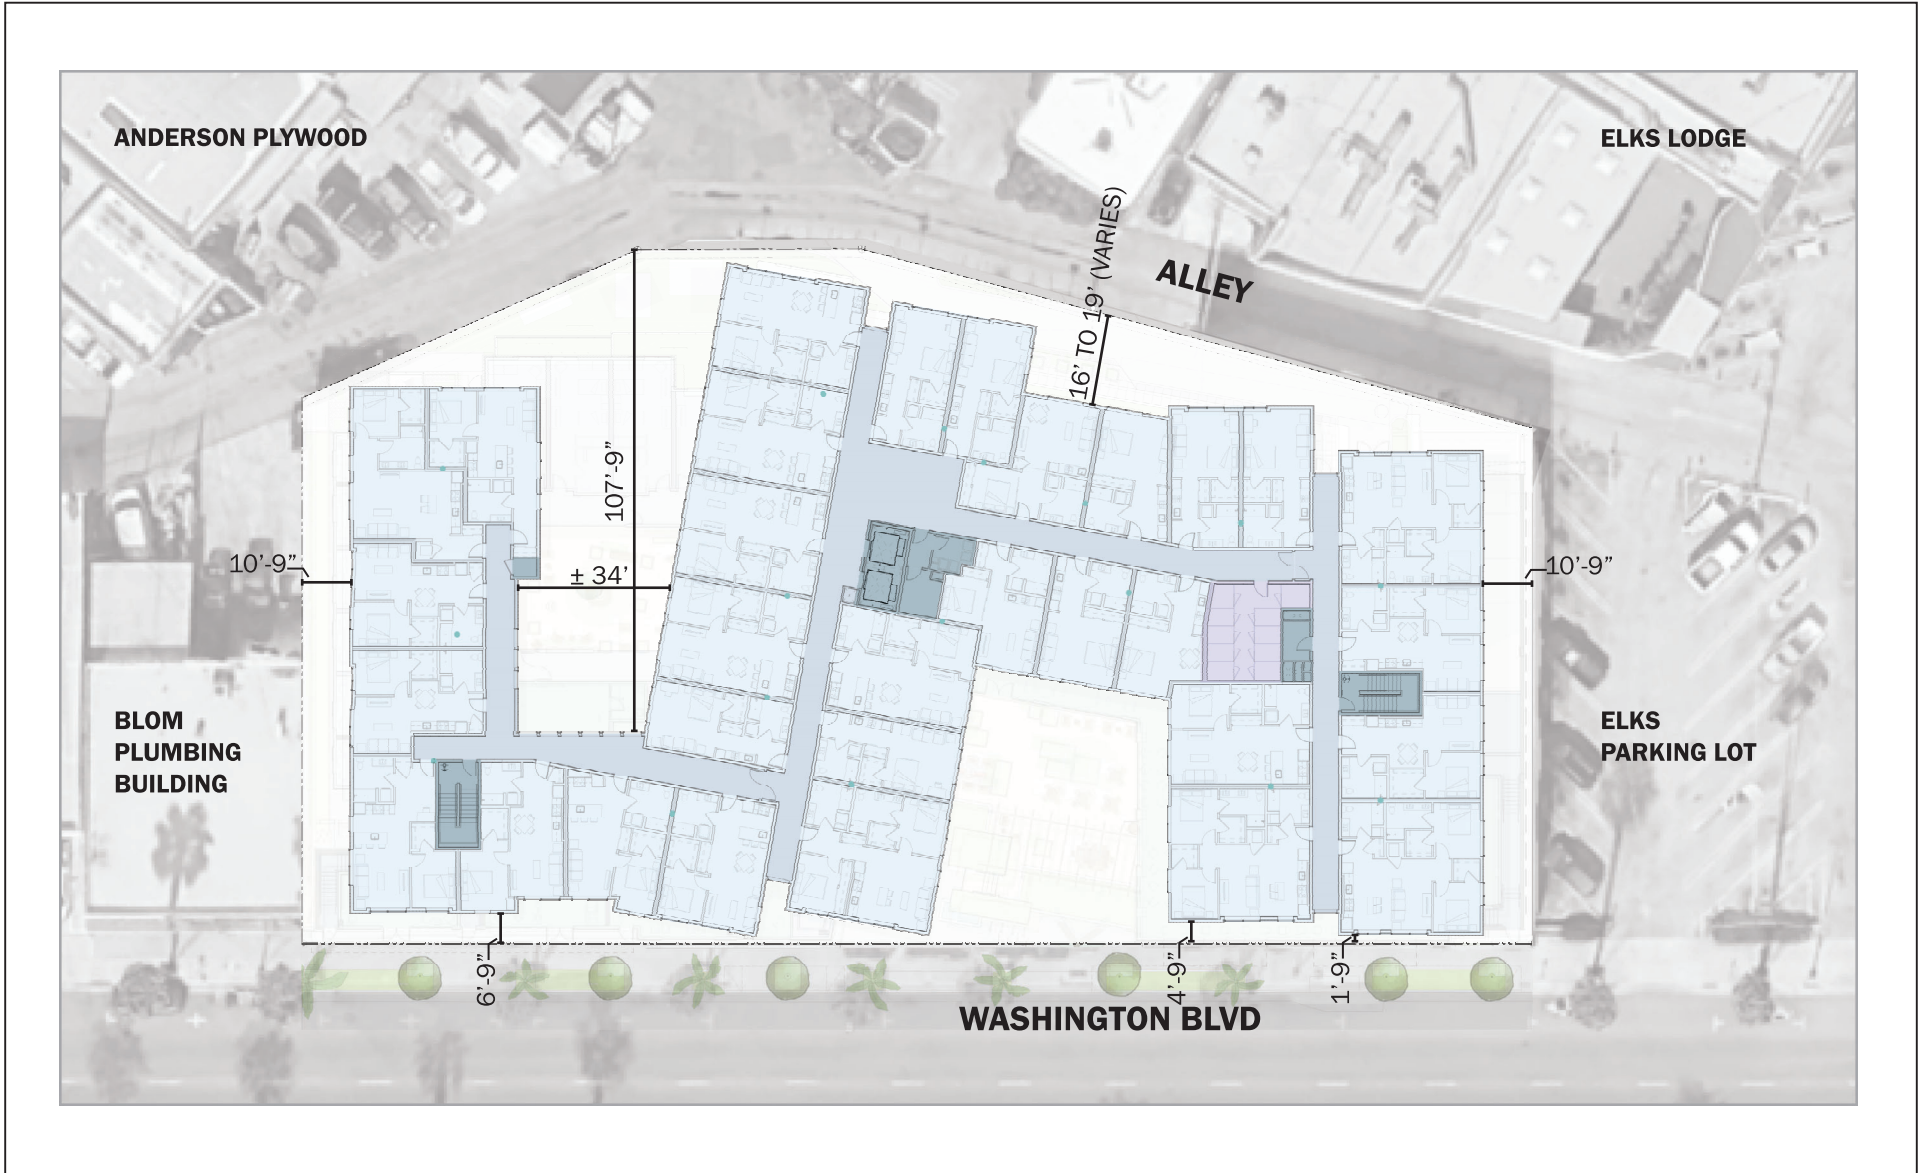 ANDERSON PLYWOOD
ELKS LODGE
ALLEY
16’ TO 19’ (VARIES)
107’-9”
10’-9”
± 34’
10’-9”
BLOM
PLUMBING
BUILDING
ELKS
PARKING LOT
6’-9”
4’-9”
1’-9”
WASHINGTON BLVD